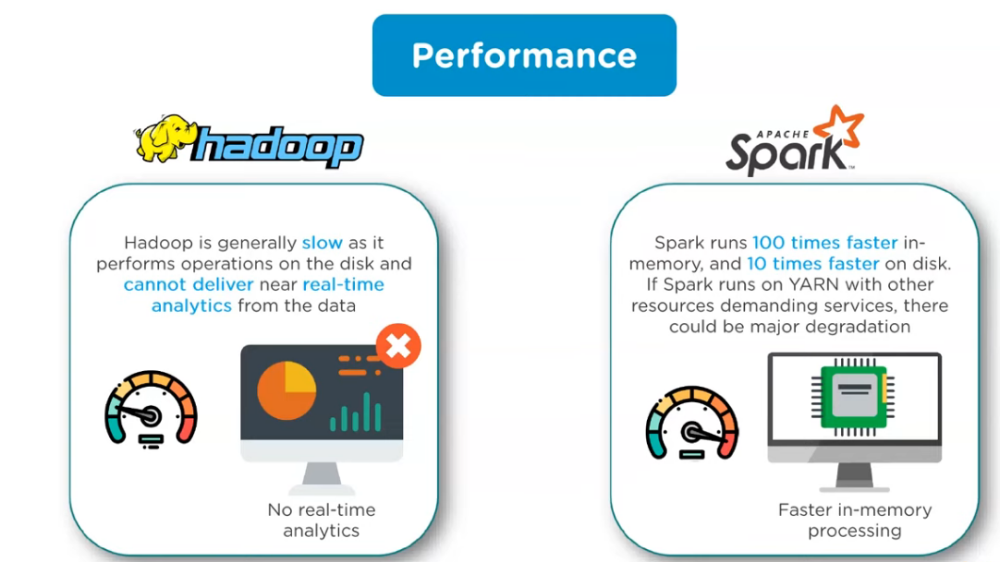 Performance
hadoop
Hadoop is generally slow as it
performs operations on the disk and
cannot deliver near real-time
analytics from the data
No real-time
analytics
APACHE
Spark™
Spark runs 100 times faster in-
memory, and 10 times faster on disk.
If Spark runs on YARN with other
resources demanding services, there
could be major degradation
Faster in-memory
processing